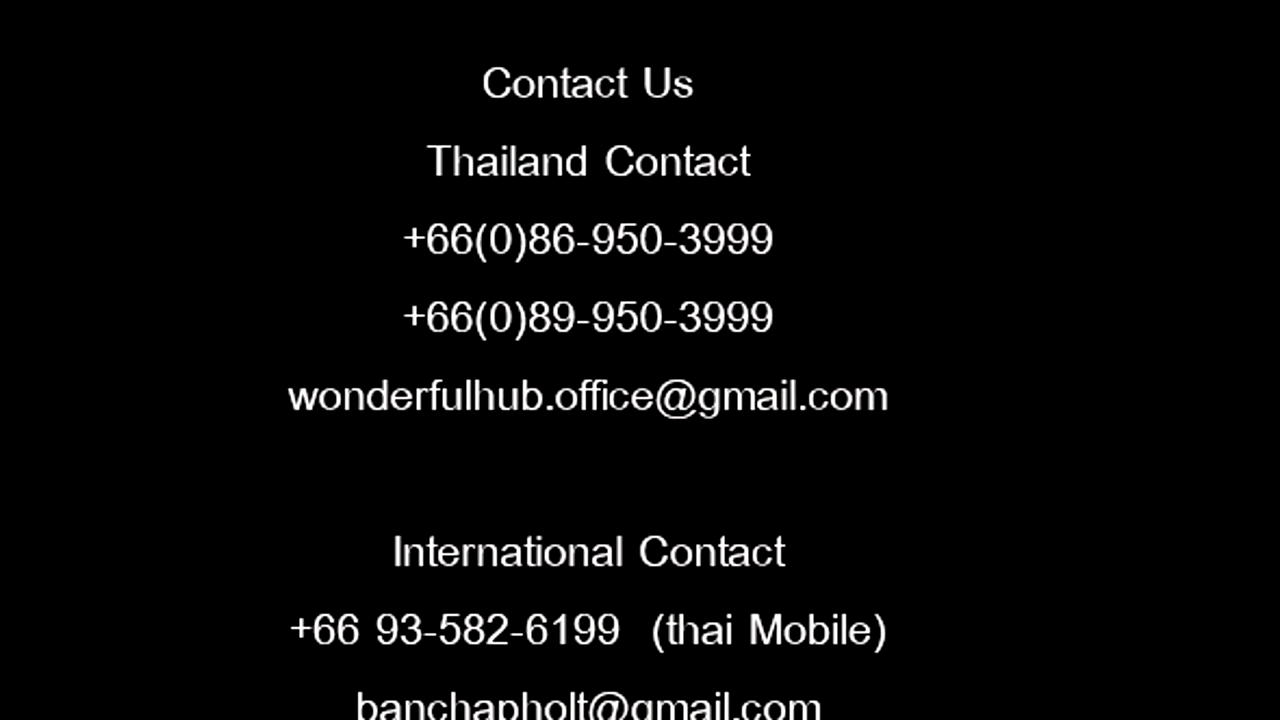 Contact Us
Thailand Contact
+66(0)86-950-3999
+66(0)89-950-3999
wonderfulhub.office@gmail.com
International Contact
+66 93-582-6199  (thai Mobile)
banchapholt@gmail.com